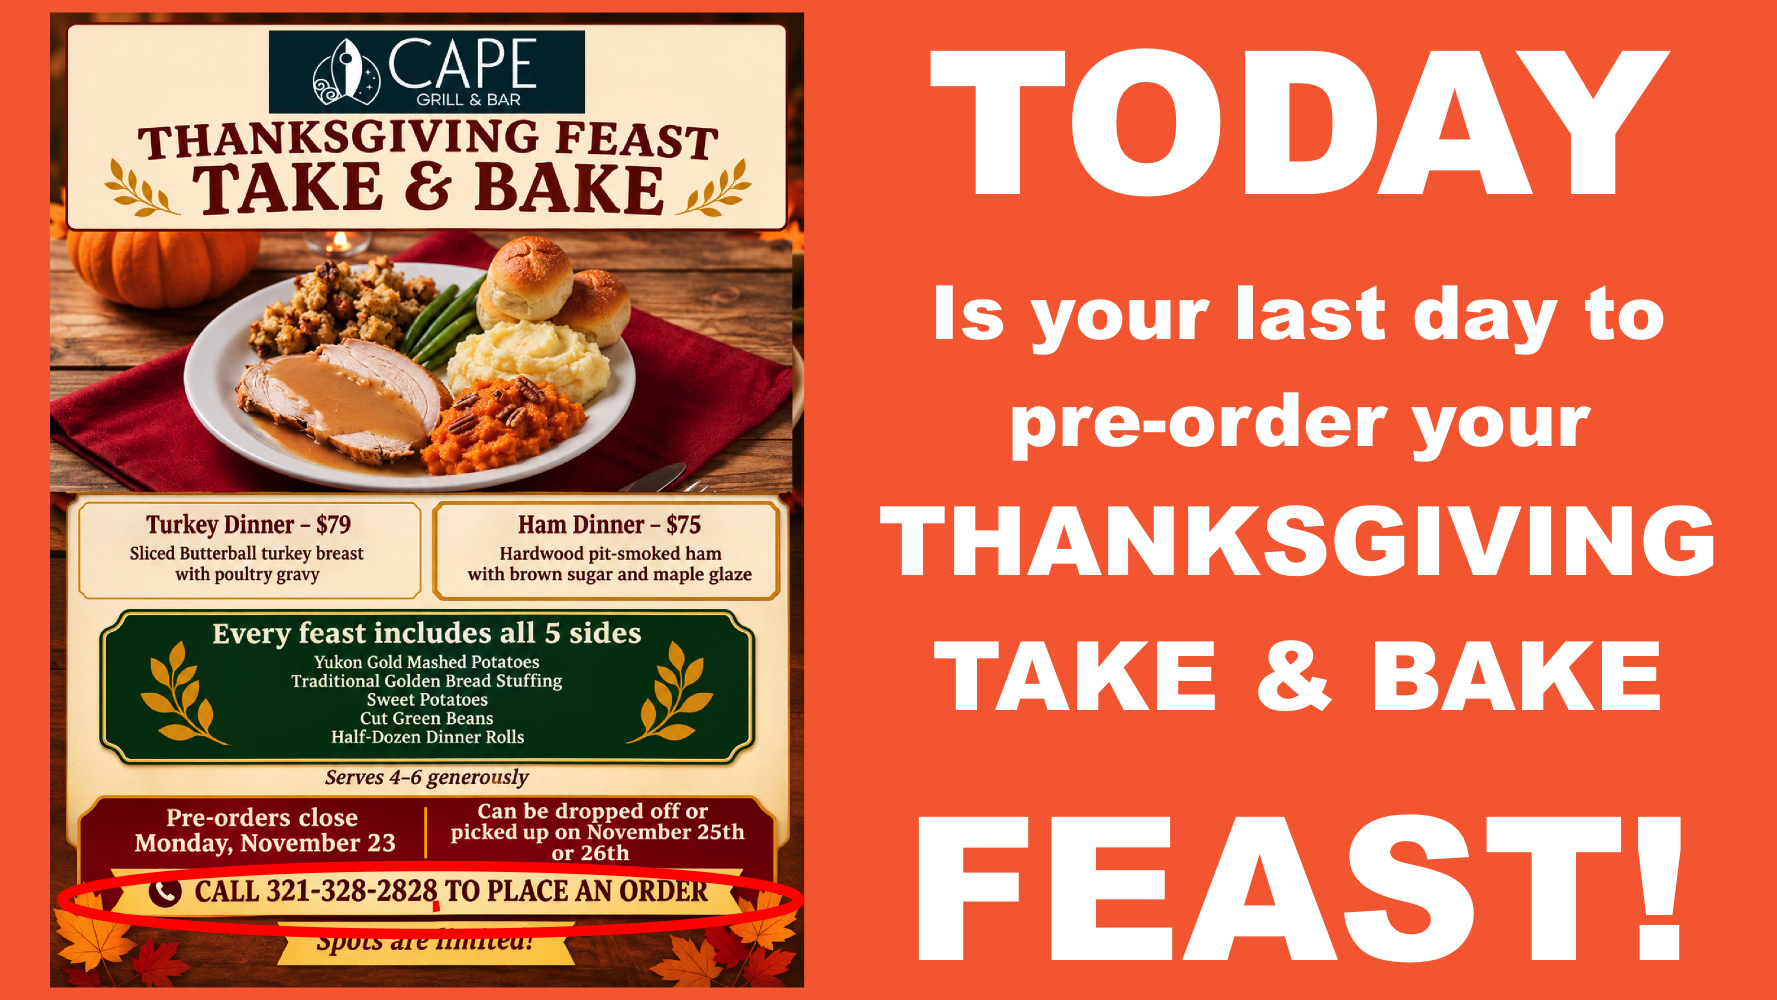 CAPE
GRILL & BAR
THANKSGIVING FEAST
TAKE & BAKE
Turkey Dinner – $79
Sliced Butterball turkey breast
with poultry gravy
Ham Dinner – $75
Hardwood pit-smoked ham
with brown sugar and maple glaze
Every feast includes all 5 sides
Yukon Gold Mashed Potatoes
Traditional Golden Bread Stuffing
Sweet Potatoes
Cut Green Beans
Half-Dozen Dinner Rolls
Serves 4–6 generously
Pre-orders close
Monday, November 23
Can be dropped off or
picked up on November 25th
or 26th
CALL 321-328-2828 TO PLACE AN ORDER
Spots are limited!
TODAY
Is your last day to
pre-order your
THANKSGIVING
TAKE & BAKE
FEAST!